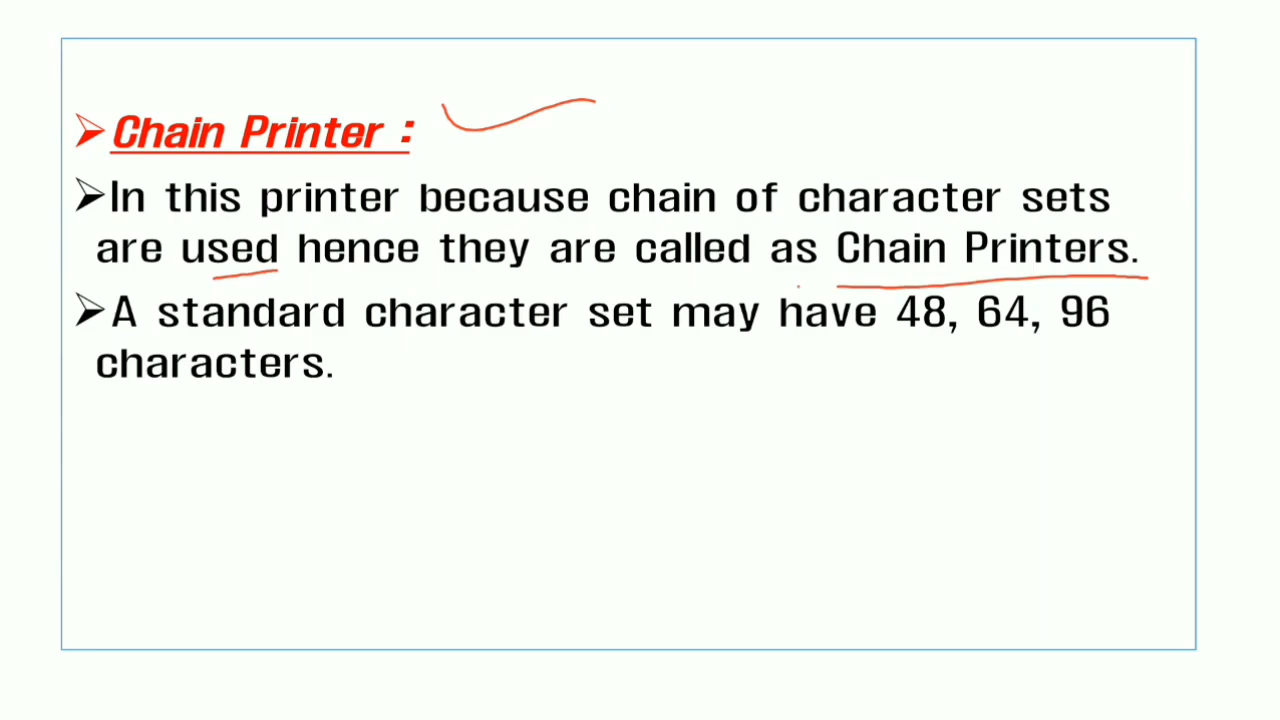 Chain Printer :
In this printer because chain of character sets
are used hence they are called as Chain Printers.
A standard character set may have 48, 64, 96
characters.